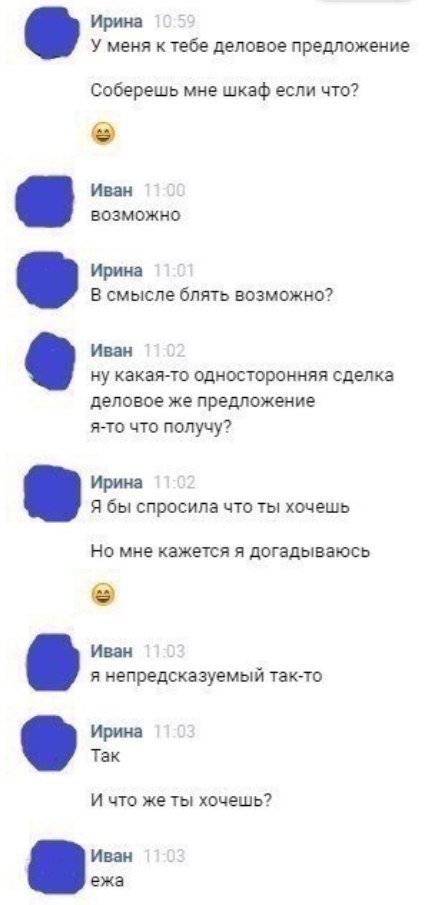 Ирина 10:59
У меня к тебе деловое предложение
Соберешь мне шкаф если что?
Иван 11:00
возможно
Ирина 11:01
В смысле блять возможно?
Иван 11:02
ну какая-то односторонняя сделка
деловое же предложение
я-то что получу?
Ирина 11:02
Я бы спросила что ты хочешь
Но мне кажется я догадываюсь
Иван 11:03
я непредсказуемый так-то
Ирина 11:03
Так
И что же ты хочешь?
Иван 11:03
ежа